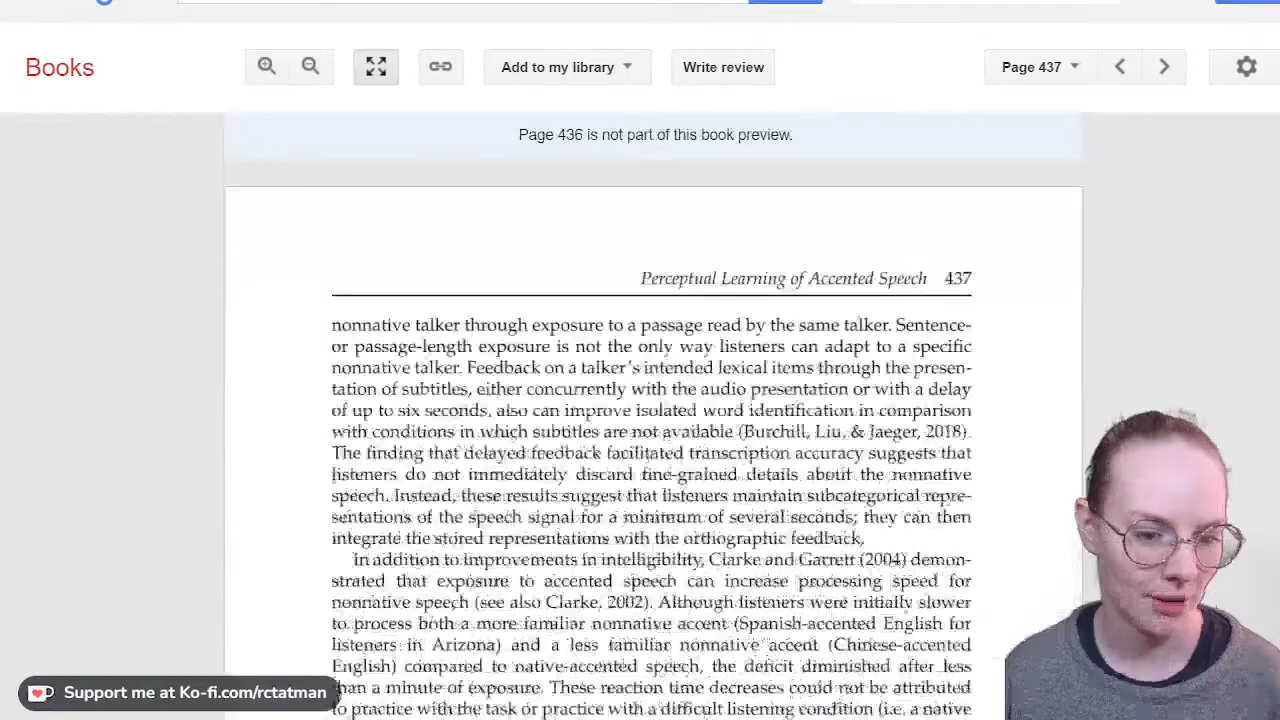 Books
Add to my library
Write review
Page 437
Page 436 is not part of this book preview.
Perceptual Learning of Accented Speech 437
nonnative talker through exposure to a passage read by the same talker. Sentence-
or passage-length exposure is not the only way listeners can adapt to a specific
nonnative talker. Feedback on a talker's intended lexical items through the presen-
tation of subtitles, either concurrently with the audio presentation or with a delay
of up to six seconds, also can improve isolated word identification in comparison
with conditions in which subtitles are not available (Burchill, Liu, & Jaeger, 2018).
The finding that delayed feedback facilitated transcription accuracy suggests that
listeners do not immediately discard fine-grained details about the nonnative
speech. Instead, these results suggest that listeners maintain subcategorical repre-
sentations of the speech signal for a minimum of several seconds; they can then
integrate the stored representations with the orthographic feedback.
In addition to improvements in intelligibility, Clarke and Garrett (2004) demon-
strated that exposure to accented speech can increase processing speed for
nonnative speech (see also Clarke, 2002). Although listeners were initially slower
to process both a more familiar nonnative accent (Spanish-accented English for
listeners in Arizona) and a less familiar nonnative accent (Chinese-accented
English) compared to native-accented speech, the deficit diminished after less
than a minute of exposure. These reaction time decreases could not be attributed
to practice with the task or practice with a difficult listening condition (i.e. a native
Support me at Ko-fi.com/rctatman